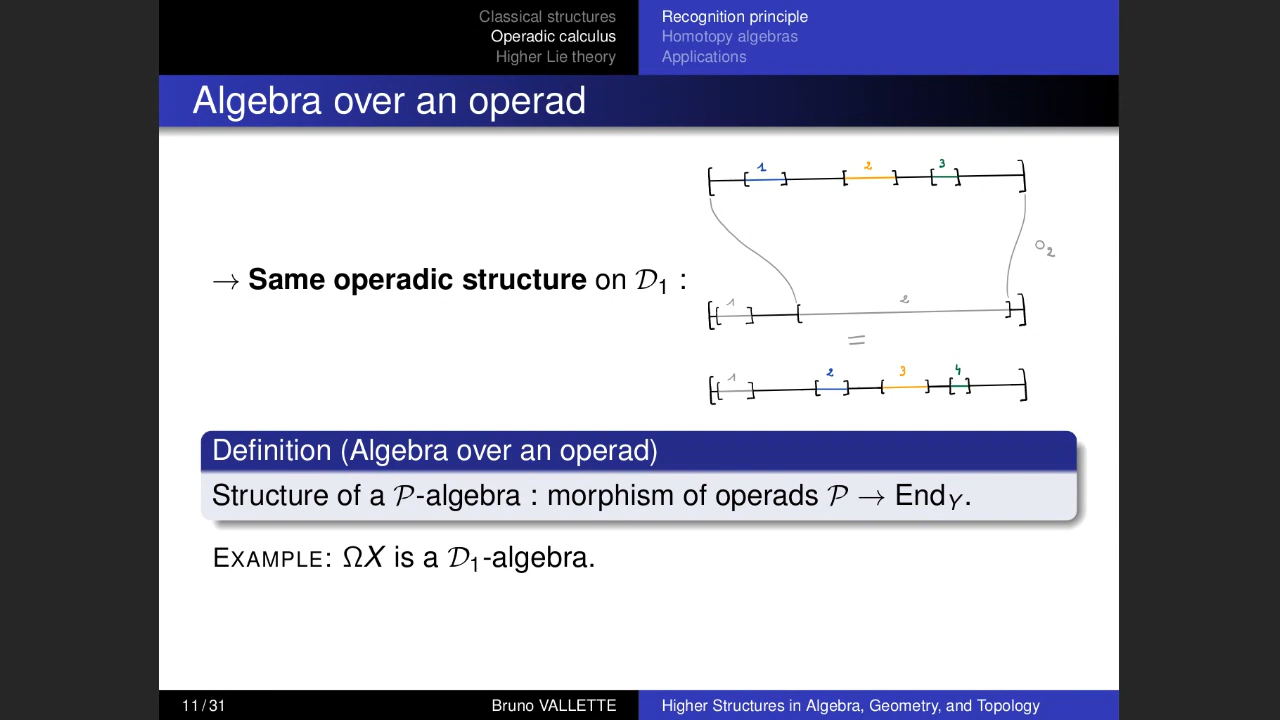 Classical structures
Operadic calculus
Higher Lie theory
Recognition principle
Homotopy algebras
Applications
Algebra over an operad
1 2 3
→ Same operadic structure on 𝒟₁ :
∘₂
1 2
=
1 2 3 4
Definition (Algebra over an operad)
Structure of a 𝒫-algebra : morphism of operads 𝒫 → End_Y.
EXAMPLE: ΩX is a 𝒟₁-algebra.
11 / 31
Bruno VALLETTE
Higher Structures in Algebra, Geometry, and Topology